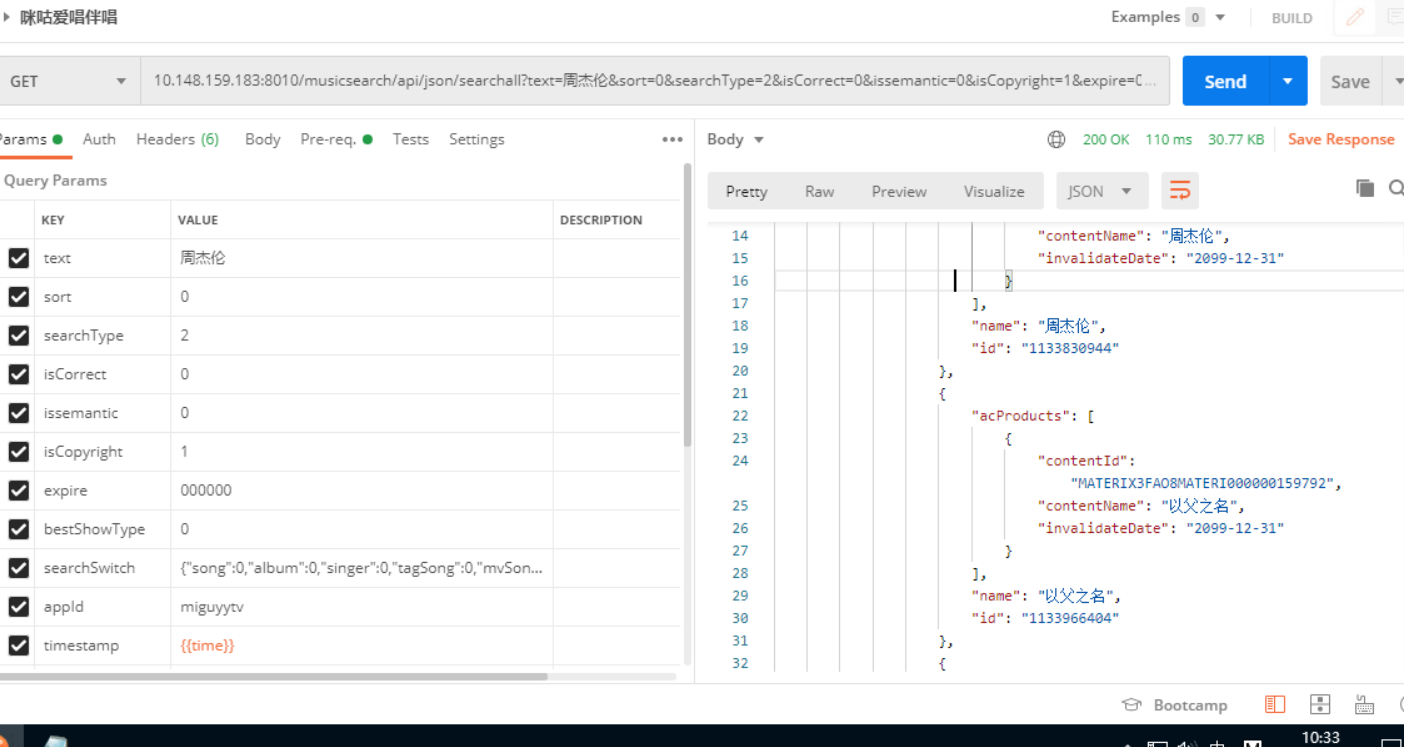 咪咕爱唱伴唱
Examples 0 BUILD
GET 10.148.159.183:8010/musicsearch/api/json/searchall?text=周杰伦&sort=0&searchType=2&isCorrect=0&issemantic=0&isCopyright=1&expire=0... Send Save
Params Auth Headers (6) Body Pre-req. Tests Settings
Body 200 OK 110 ms 30.77 KB Save Response
Query Params
Pretty Raw Preview Visualize JSON
KEY VALUE DESCRIPTION
text 周杰伦
sort 0
searchType 2
isCorrect 0
issemantic 0
isCopyright 1
expire 000000
bestShowType 0
searchSwitch {"song":0,"album":0,"singer":0,"tagSong":0,"mvSon...
appId miguyytv
timestamp {{time}}
14 "contentName": "周杰伦",
15 "invalidateDate": "2099-12-31"
16 }
17 ],
18 "name": "周杰伦",
19 "id": "1133830944"
20 },
21 {
22 "acProducts": [
23 {
24 "contentId":
"MATERIX3FAO8MATERI000000159792",
25 "contentName": "以父之名",
26 "invalidateDate": "2099-12-31"
27 }
28 ],
29 "name": "以父之名",
30 "id": "1133966404"
31 },
32 {
Bootcamp
中
10:33